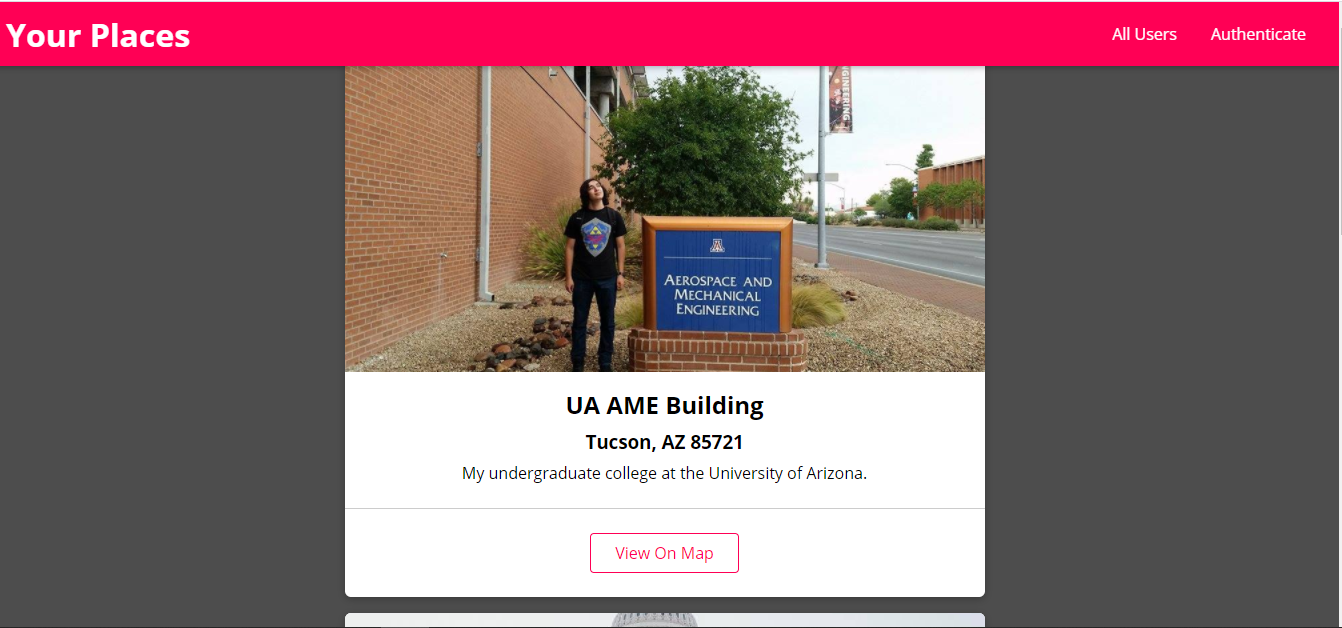 Your Places
All Users
Authenticate
NGINEERING
A
AEROSPACE AND
MECHANICAL
ENGINEERING
UA AME Building
Tucson, AZ 85721
My undergraduate college at the University of Arizona.
View On Map